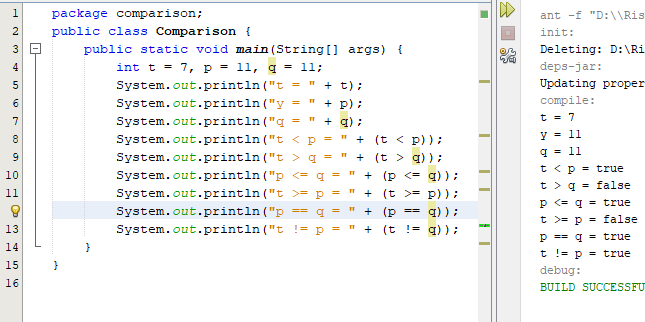 1 package comparison;
2 public class Comparison {
3 public static void main(String[] args) {
4 int t = 7, p = 11, q = 11;
5 System.out.println("t = " + t);
6 System.out.println("y = " + p);
7 System.out.println("q = " + q);
8 System.out.println("t < p = " + (t < p));
9 System.out.println("t > q = " + (t > q));
10 System.out.println("p <= q = " + (p <= q));
11 System.out.println("t >= p = " + (t >= p));
System.out.println("p == q = " + (p == q));
13 System.out.println("t != p = " + (t != q));
14 }
15 }
16
ant -f "D:\\Ris
init:
Deleting: D:\Ri
deps-jar:
Updating proper
compile:
t = 7
y = 11
q = 11
t < p = true
t > q = false
p <= q = true
t >= p = false
p == q = true
t != p = true
debug:
BUILD SUCCESSFU